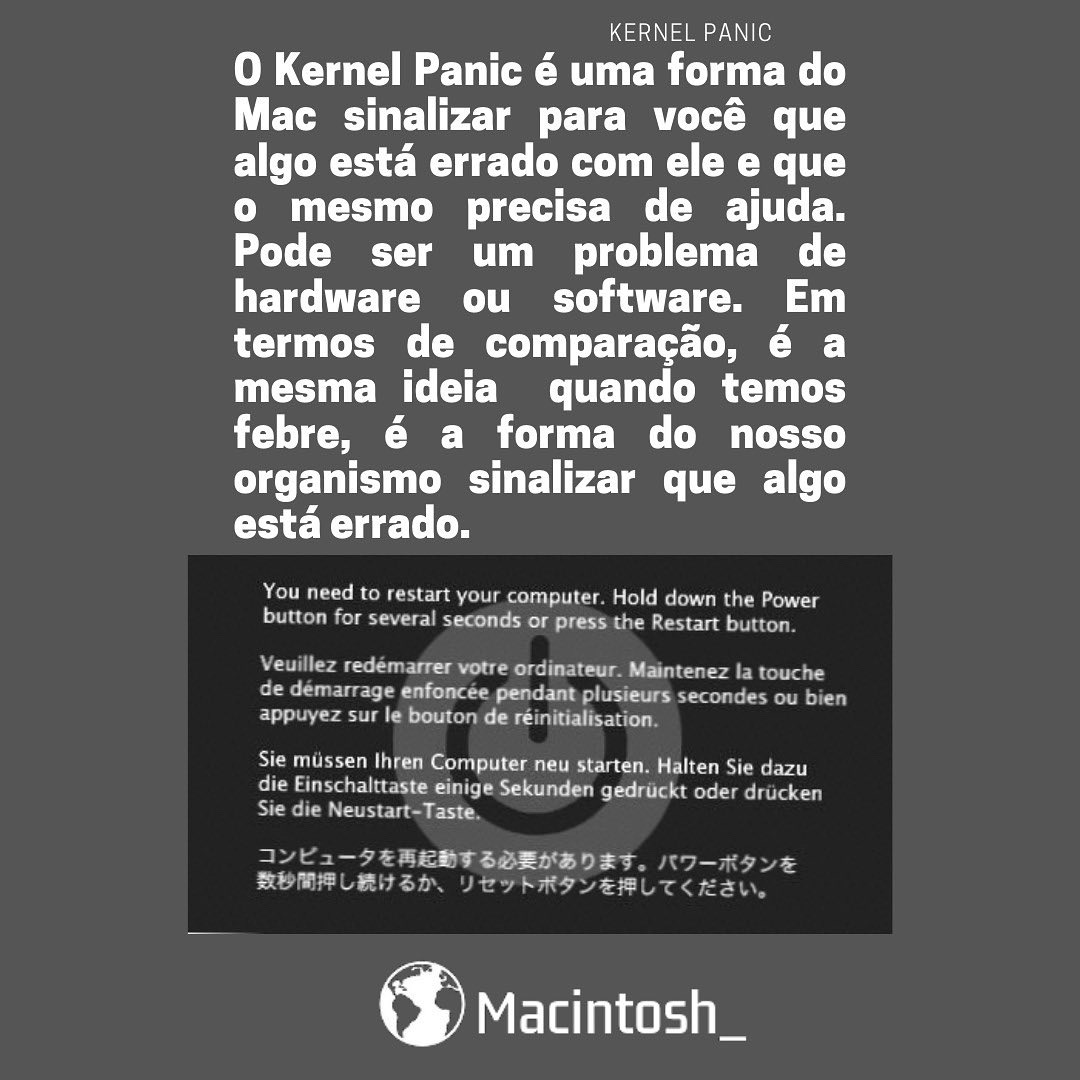 KERNEL PANIC
O Kernel Panic é uma forma do
Mac sinalizar para você que
algo está errado com ele e que
o mesmo precisa de ajuda.
Pode ser um problema de
hardware ou software. Em
termos de comparação, é a
mesma ideia quando temos
febre, é a forma do nosso
organismo sinalizar que algo
está errado.
You need to restart your computer. Hold down the Power
button for several seconds or press the Restart button.
Veuillez redémarrer votre ordinateur. Maintenez la touche
de démarrage enfoncée pendant plusieurs secondes ou bien
appuyez sur le bouton de réinitialisation.
Sie müssen Ihren Computer neu starten. Halten Sie dazu
die Einschalttaste einige Sekunden gedrückt oder drücken
Sie die Neustart-Taste.
コンピュータを再起動する必要があります。パワーボタンを
数秒間押し続けるか、リセットボタンを押してください。
Macintosh_